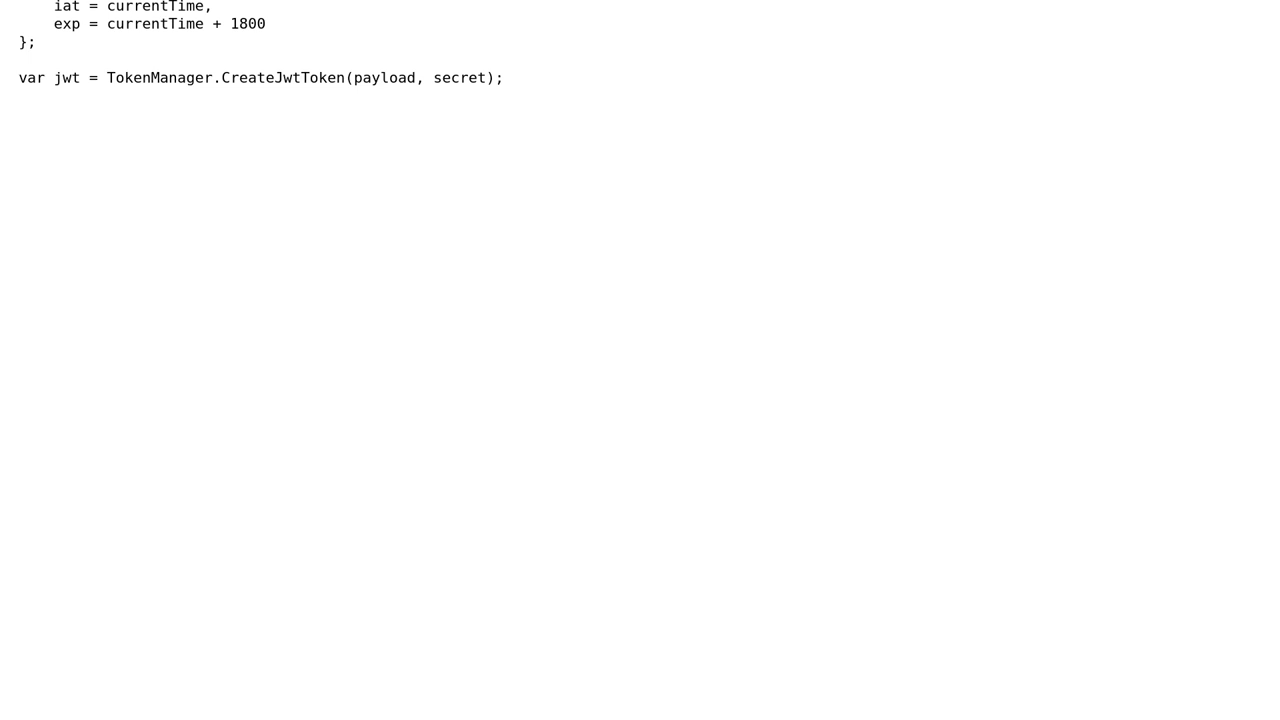 iat = currentTime,
exp = currentTime + 1800
};
var jwt = TokenManager.CreateJwtToken(payload, secret);